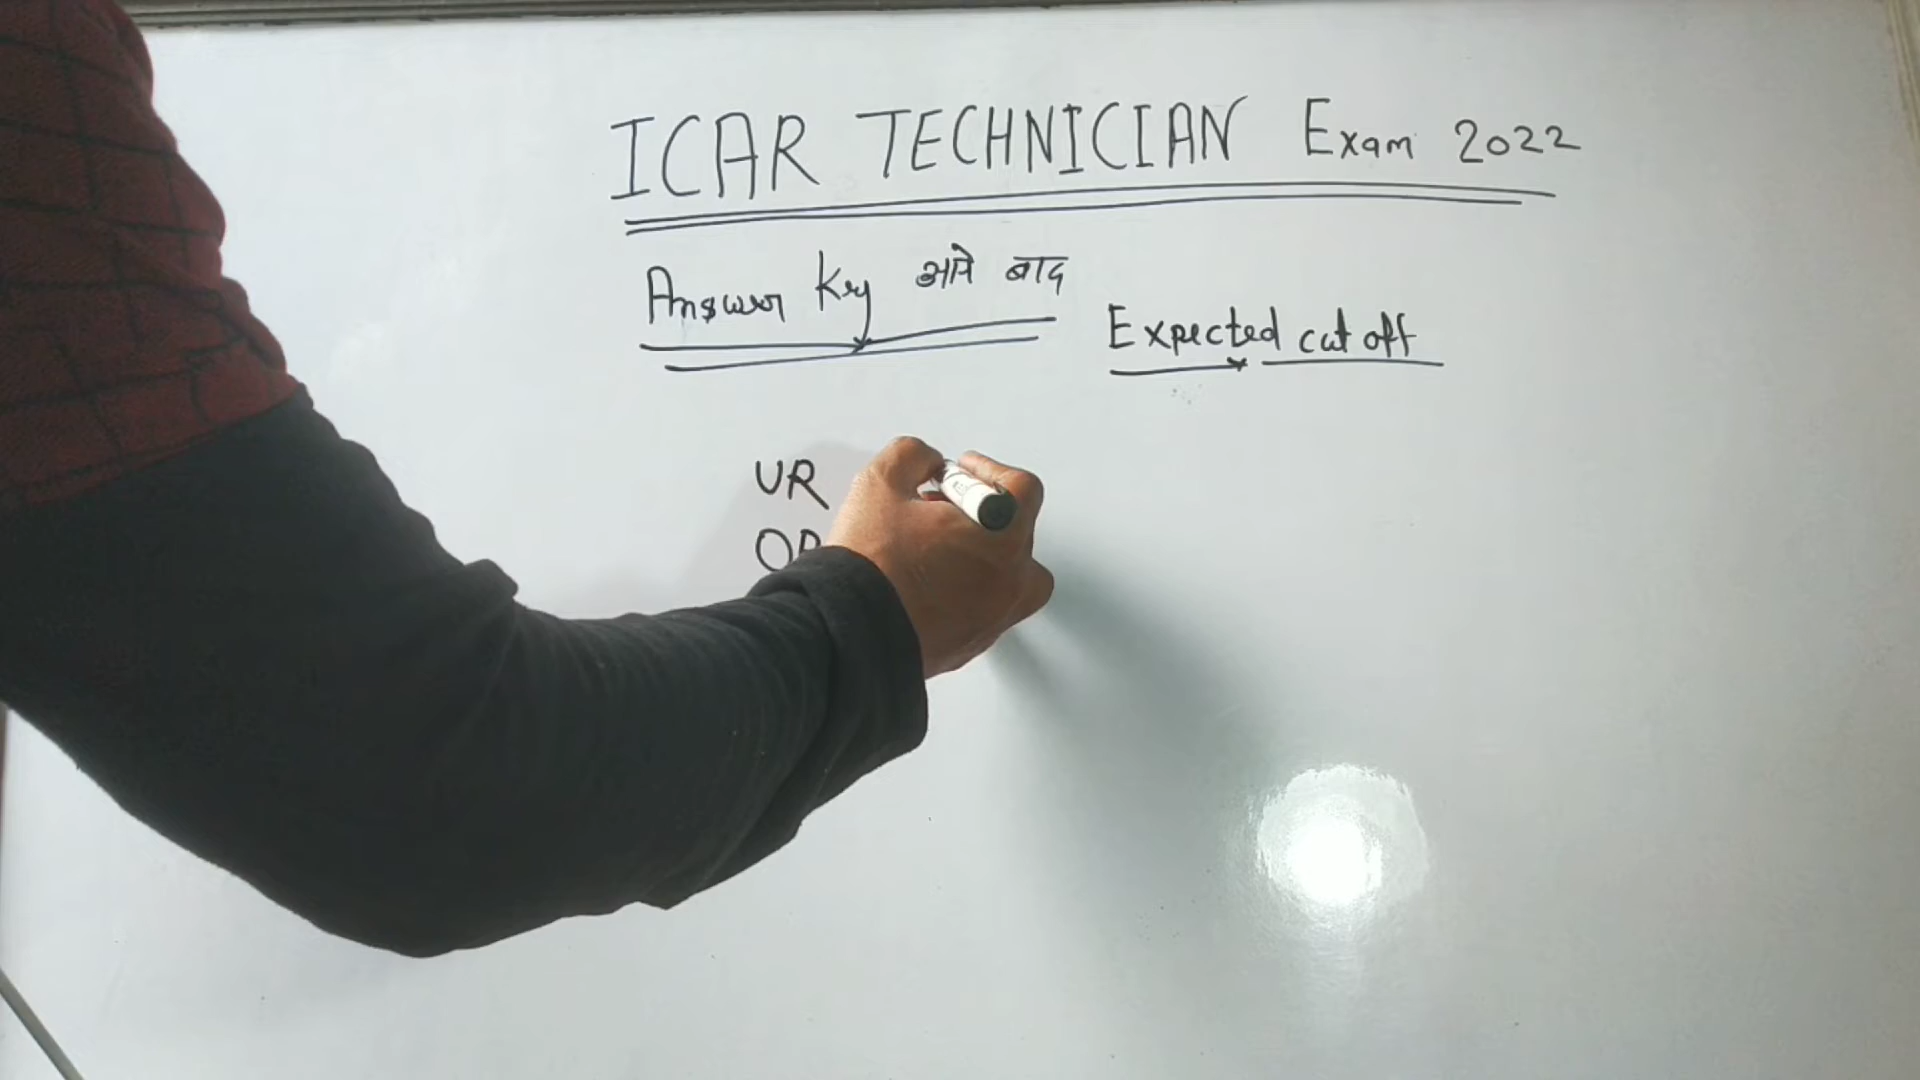 ICAR TECHNICIAN Exam 2022
Answer Key आने बाद
Expected cut off
UR